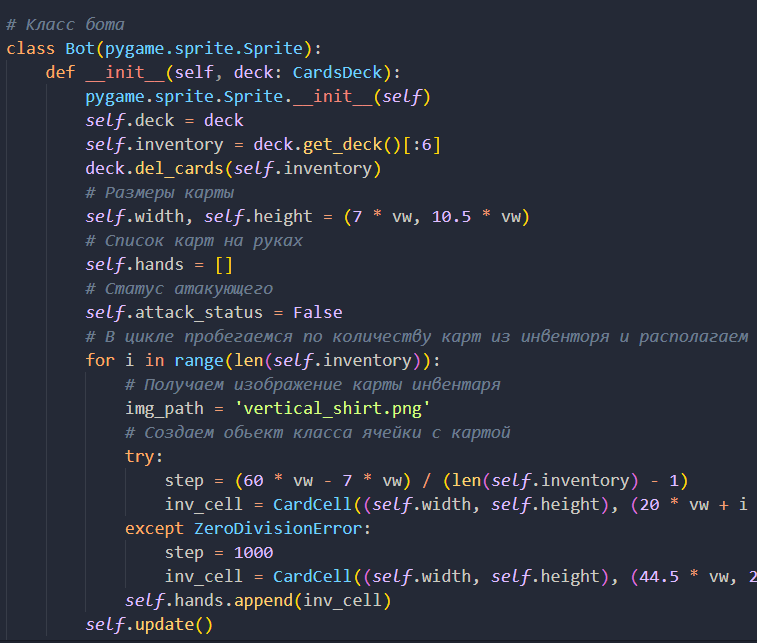 # Класс бота
class Bot(pygame.sprite.Sprite):
    def __init__(self, deck: CardsDeck):
        pygame.sprite.Sprite.__init__(self)
        self.deck = deck
        self.inventory = deck.get_deck()[:6]
        deck.del_cards(self.inventory)
        # Размеры карты
        self.width, self.height = (7 * vw, 10.5 * vw)
        # Список карт на руках
        self.hands = []
        # Статус атакующего
        self.attack_status = False
        # В цикле пробегаемся по количеству карт из инвенторя и располагаем
        for i in range(len(self.inventory)):
            # Получаем изображение карты инвентаря
            img_path = 'vertical_shirt.png'
            # Создаем обьект класса ячейки с картой
            try:
                step = (60 * vw - 7 * vw) / (len(self.inventory) - 1)
                inv_cell = CardCell((self.width, self.height), (20 * vw + i
            except ZeroDivisionError:
                step = 1000
                inv_cell = CardCell((self.width, self.height), (44.5 * vw, 2
            self.hands.append(inv_cell)
        self.update()